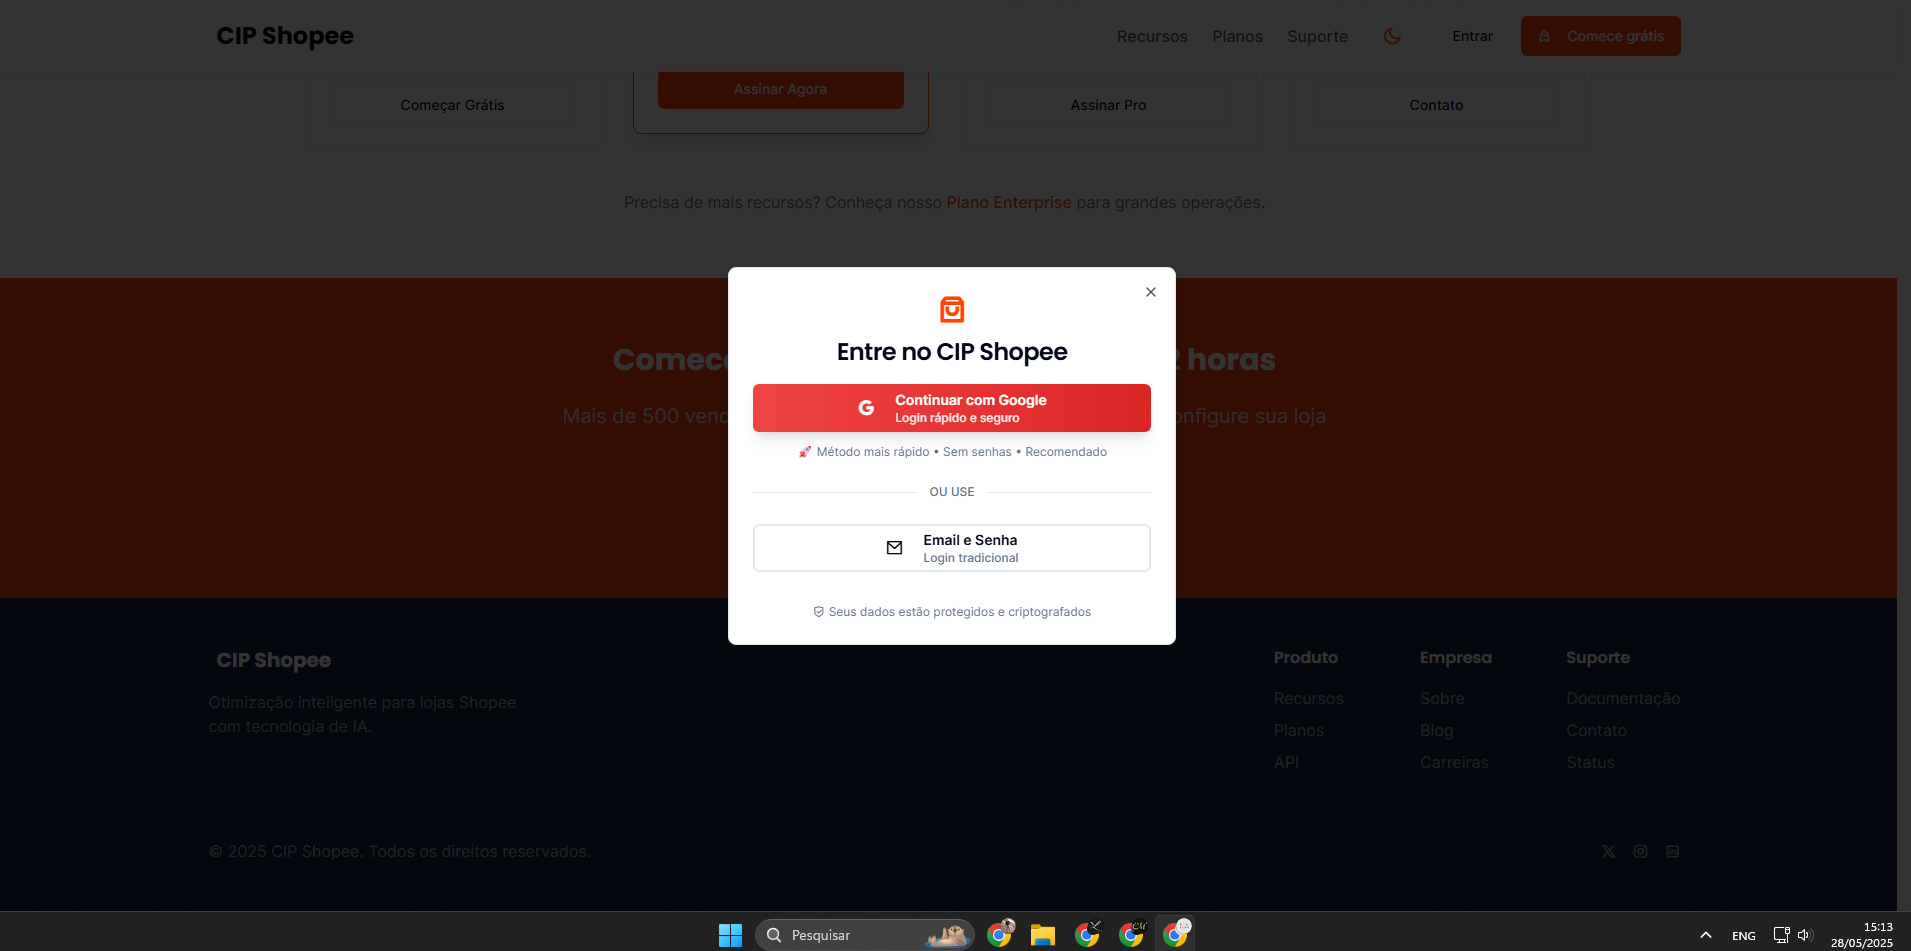 CIP Shopee
Recursos Planos Suporte Entrar Comece grátis
Começar Grátis
Assinar Agora
Assinar Pro
Contato
Precisa de mais recursos? Conheça nosso Plano Enterprise para grandes operações.
Entre no CIP Shopee
Continuar com Google
Login rápido e seguro
🚀 Método mais rápido • Sem senhas • Recomendado
OU USE
Email e Senha
Login tradicional
Seus dados estão protegidos e criptografados
horas
Mais de 500
sua loja
CIP Shopee
Otimização inteligente para lojas Shopee
com tecnologia de IA.
Produto
Recursos
Planos
API
Empresa
Sobre
Blog
Carreiras
Suporte
Documentação
Contato
Status
© 2025 CIP Shopee. Todos os direitos reservados.
Pesquisar
ENG
15:13
28/05/2025